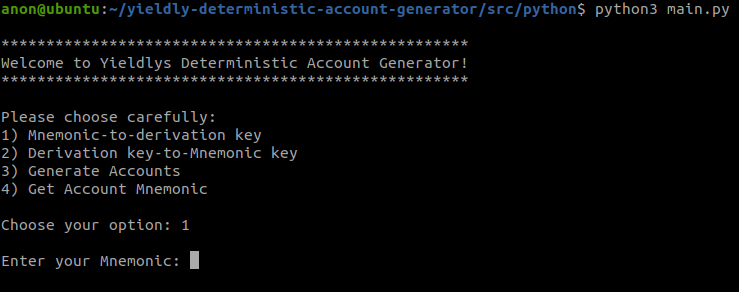 anon@ubuntu:~/yieldly-deterministic-account-generator/src/python$ python3 main.py
****************************************************
Welcome to Yieldlys Deterministic Account Generator!
****************************************************
Please choose carefully:
1) Mnemonic-to-derivation key
2) Derivation key-to-Mnemonic key
3) Generate Accounts
4) Get Account Mnemonic
Choose your option: 1
Enter your Mnemonic: